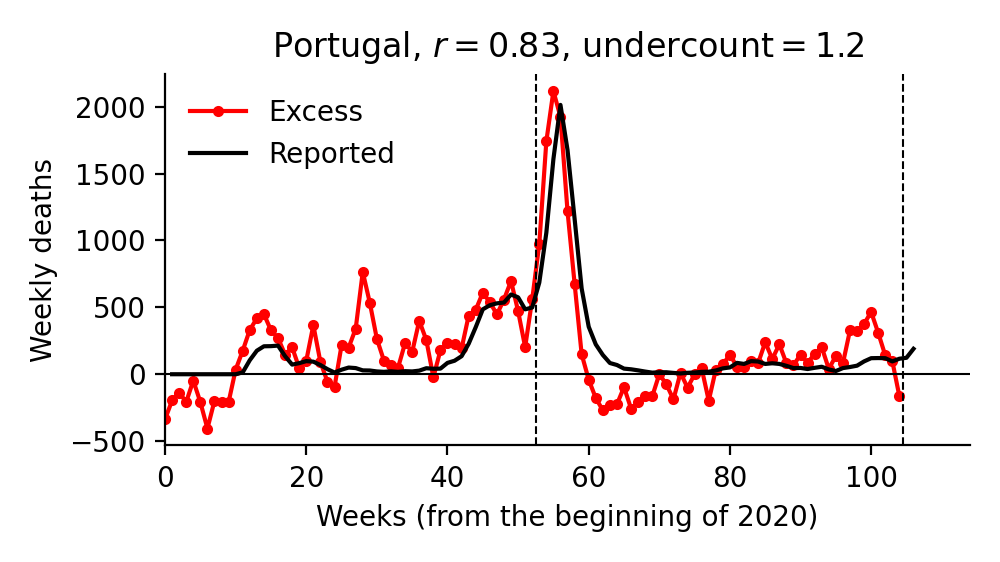 Portugal, r = 0.83, undercount = 1.2
Excess
Reported
Weekly deaths
2000
1500
1000
500
0
−500
0 20 40 60 80 100
Weeks (from the beginning of 2020)